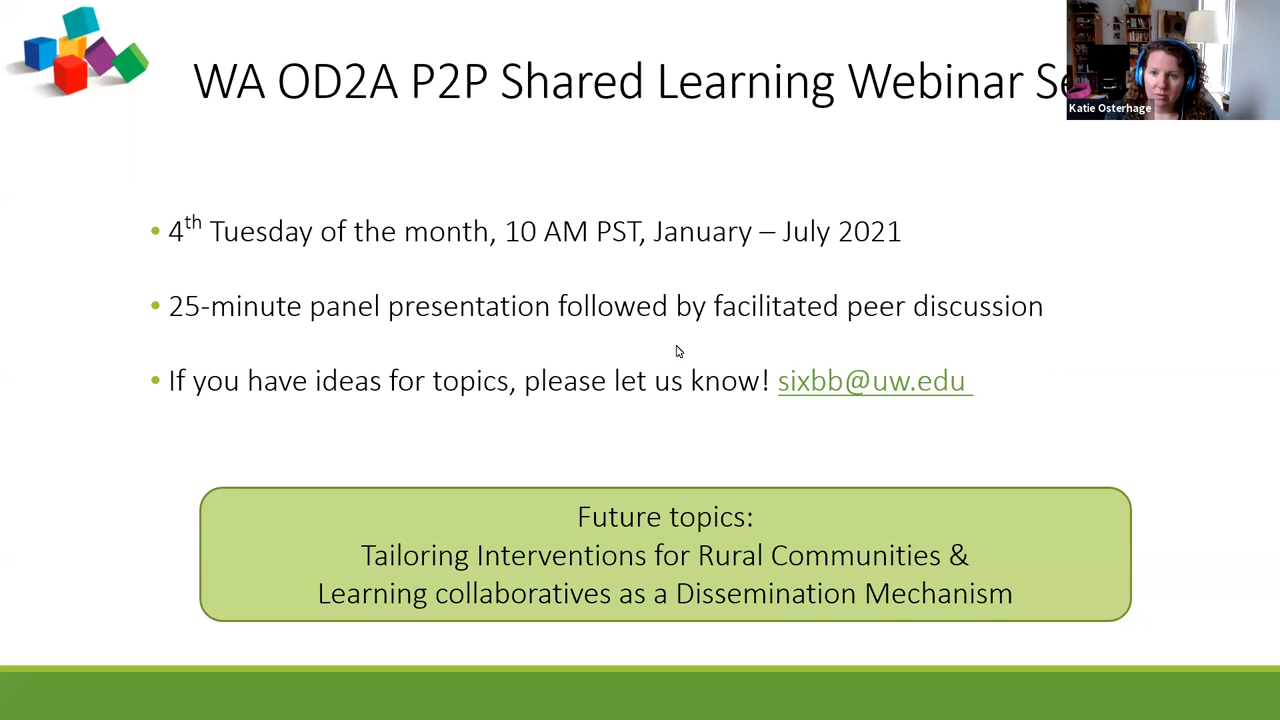 WA OD2A P2P Shared Learning Webinar
Katie Osterhage
• 4th Tuesday of the month, 10 AM PST, January – July 2021
• 25-minute panel presentation followed by facilitated peer discussion
• If you have ideas for topics, please let us know! sixbb@uw.edu
Future topics:
Tailoring Interventions for Rural Communities &
Learning collaboratives as a Dissemination Mechanism